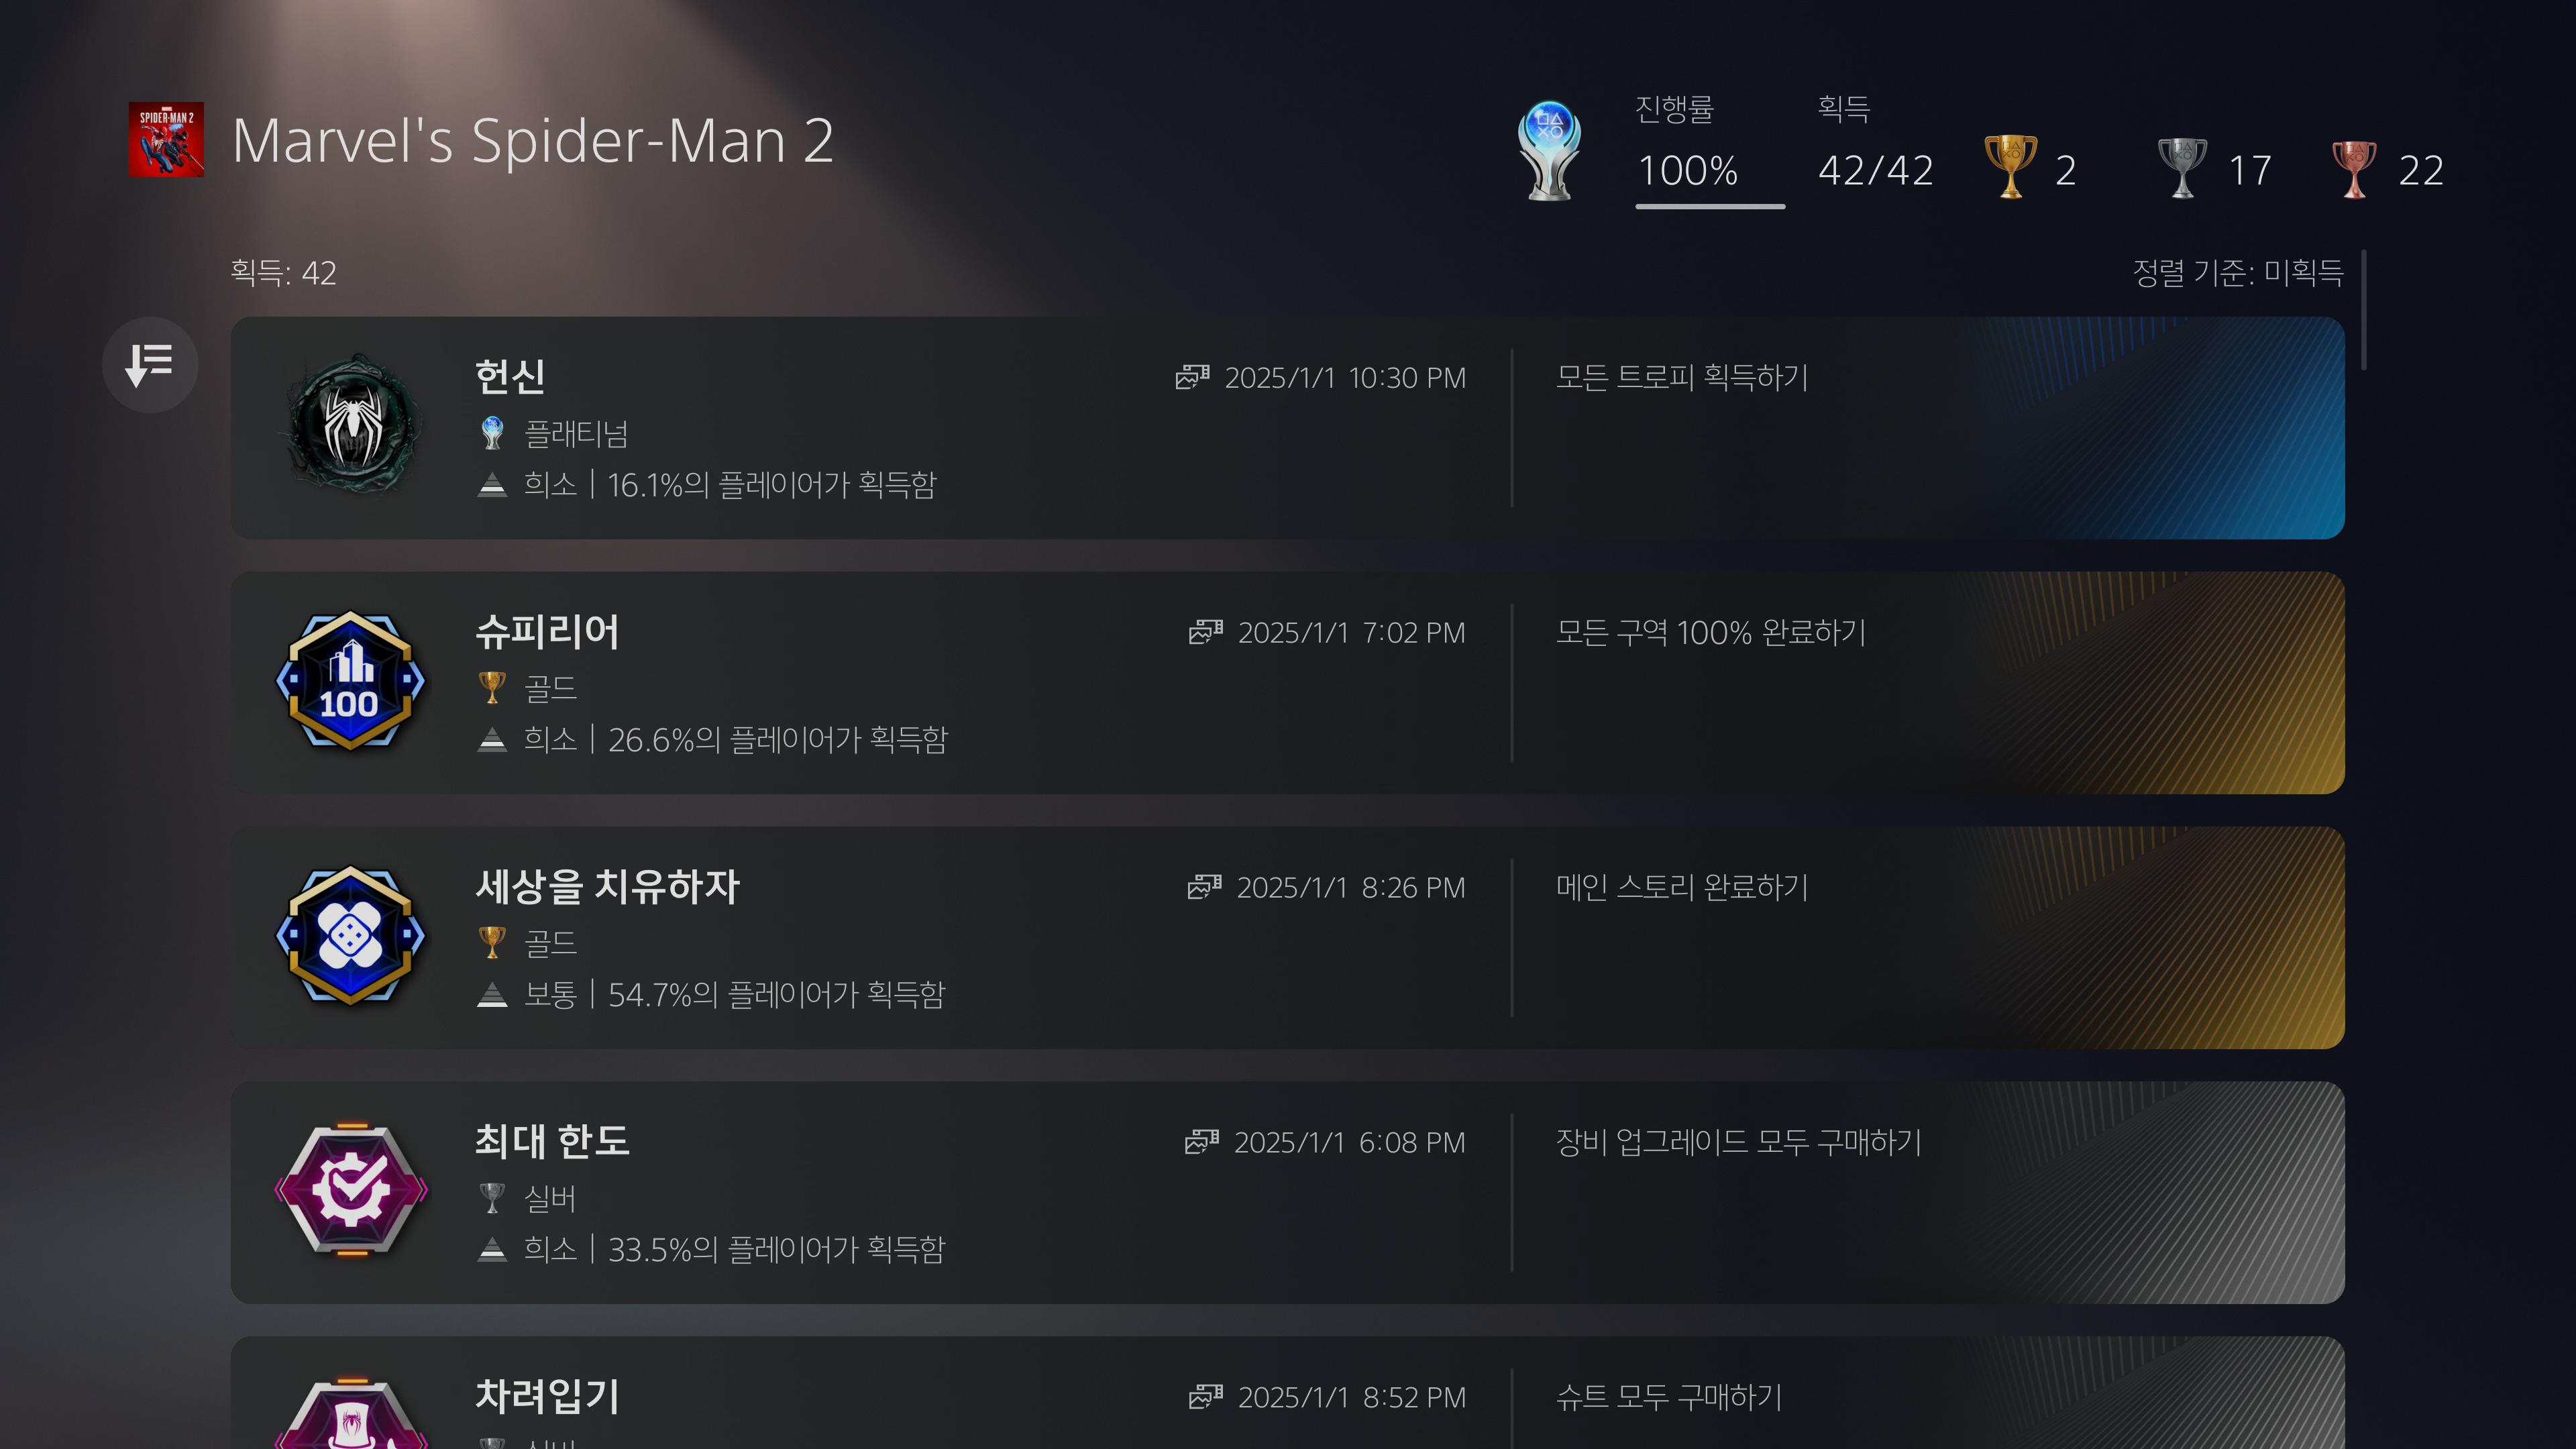 MARVEL
SPIDER-MAN 2
Marvel's Spider-Man 2
진행률
획득
100%
42/42
2
17
22
획득: 42
정렬 기준: 미획득
헌신
2025/1/1 10:30 PM
모든 트로피 획득하기
플래티넘
희소 | 16.1%의 플레이어가 획득함
100
슈피리어
2025/1/1 7:02 PM
모든 구역 100% 완료하기
골드
희소 | 26.6%의 플레이어가 획득함
세상을 치유하자
2025/1/1 8:26 PM
메인 스토리 완료하기
골드
보통 | 54.7%의 플레이어가 획득함
최대 한도
2025/1/1 6:08 PM
장비 업그레이드 모두 구매하기
실버
희소 | 33.5%의 플레이어가 획득함
차려입기
2025/1/1 8:52 PM
슈트 모두 구매하기